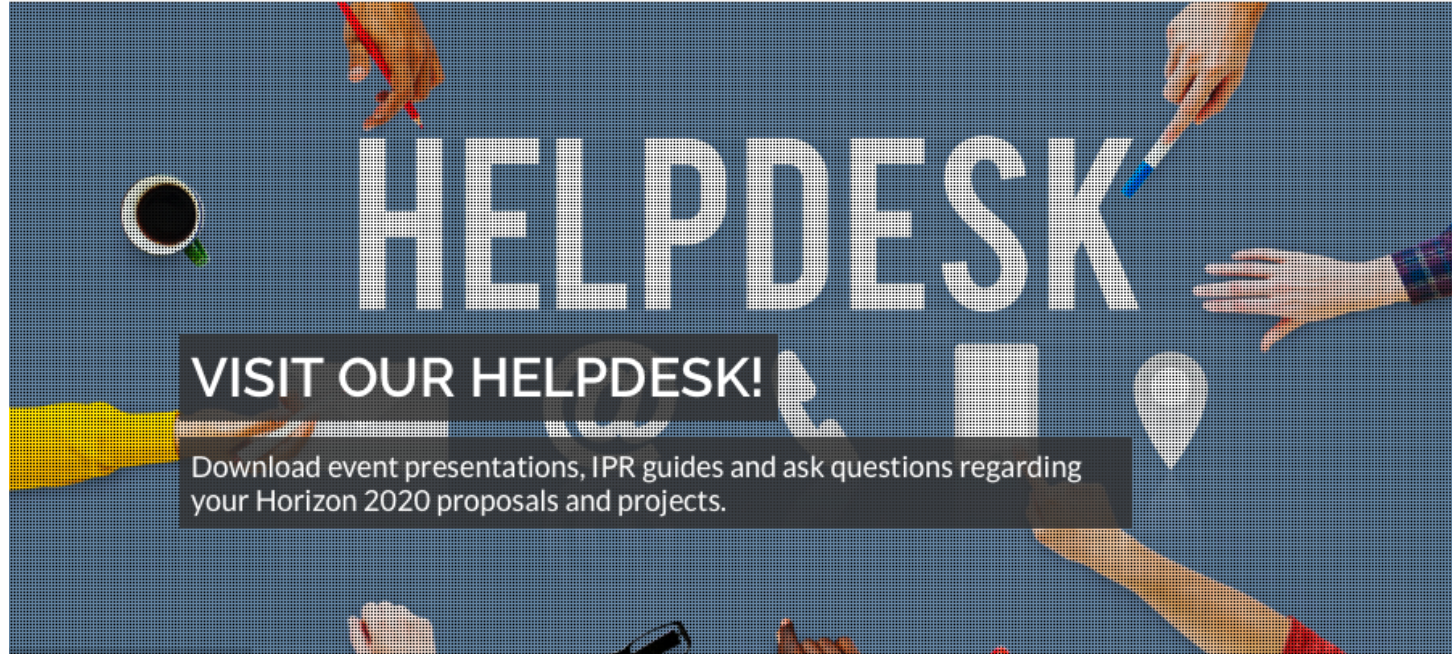 HELPDESK
VISIT OUR HELPDESK!
@
Download event presentations, IPR guides and ask questions regarding
your Horizon 2020 proposals and projects.